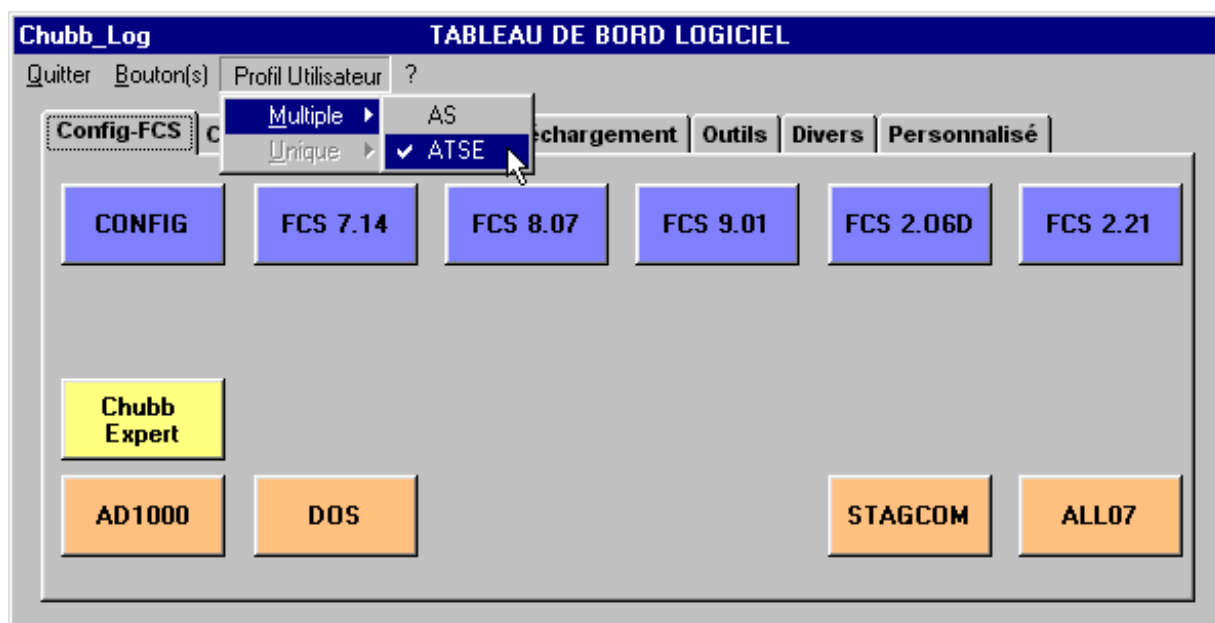 Chubb_Log TABLEAU DE BORD LOGICIEL
Quitter Bouton(s) Profil Utilisateur ?
Multiple AS
Unique ATSE
Config-FCS Outils Divers Personnalisé
CONFIG FCS 7.14 FCS 8.07 FCS 9.01 FCS 2.06D FCS 2.21
Chubb
Expert
AD1000 DOS STAGCOM ALL07